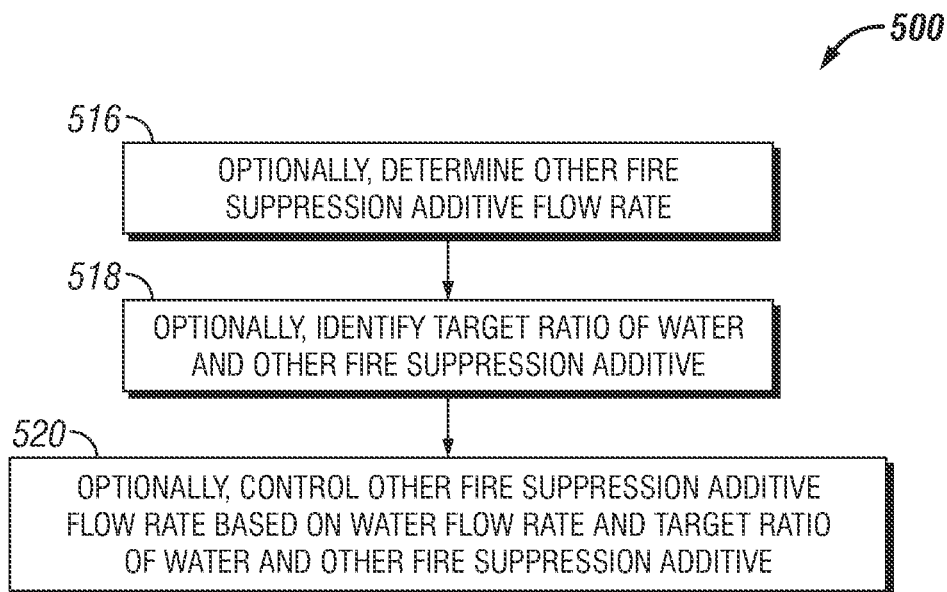 500
516
OPTIONALLY, DETERMINE OTHER FIRE
SUPPRESSION ADDITIVE FLOW RATE
518
OPTIONALLY, IDENTIFY TARGET RATIO OF WATER
AND OTHER FIRE SUPPRESSION ADDITIVE
520
OPTIONALLY, CONTROL OTHER FIRE SUPPRESSION ADDITIVE
FLOW RATE BASED ON WATER FLOW RATE AND TARGET RATIO
OF WATER AND OTHER FIRE SUPPRESSION ADDITIVE